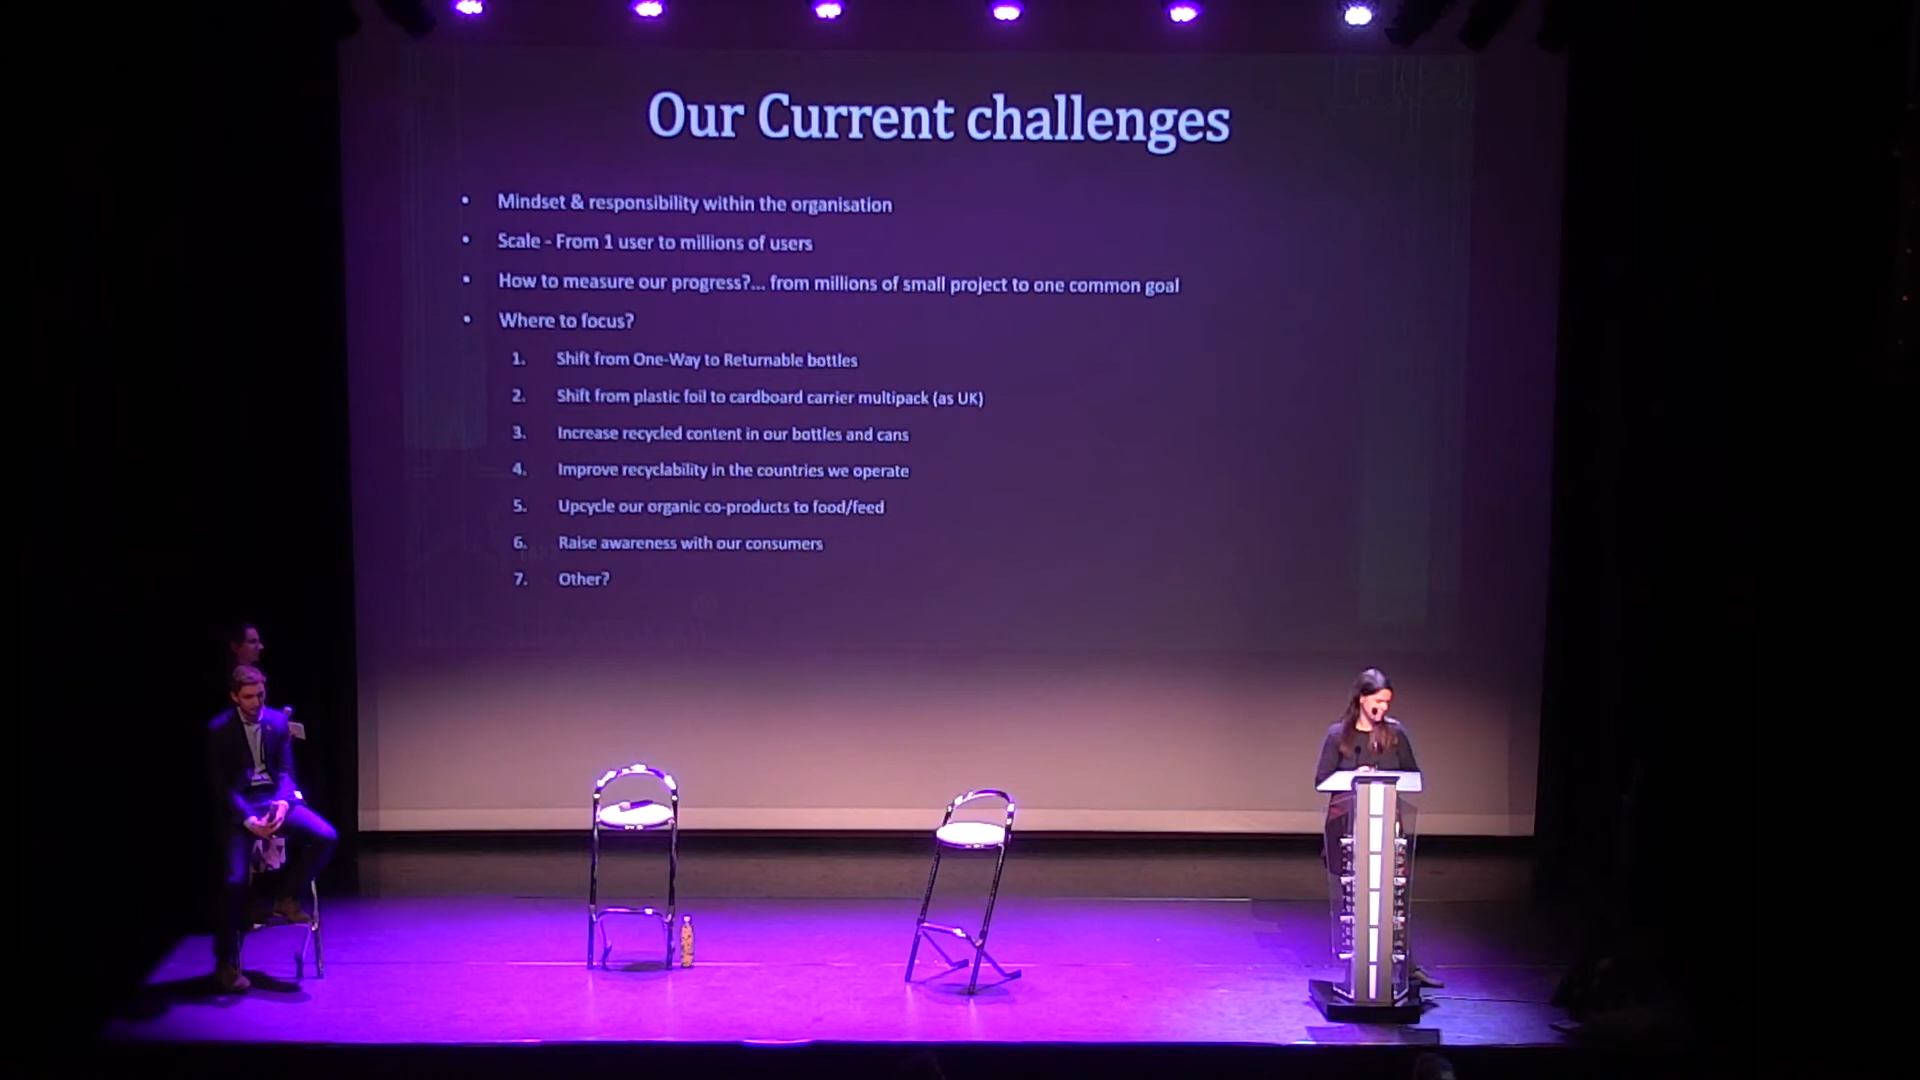 Our Current challenges
• Mindset & responsibility within the organisation
• Scale - From 1 user to millions of users
• How to measure our progress?... from millions of small project to one common goal
• Where to focus?
1. Shift from One-Way to Returnable bottles
2. Shift from plastic foil to cardboard carrier multipack (as UK)
3. Increase recycled content in our bottles and cans
4. Improve recyclability in the countries we operate
5. Upcycle our organic co-products to food/feed
6. Raise awareness with our consumers
7. Other?